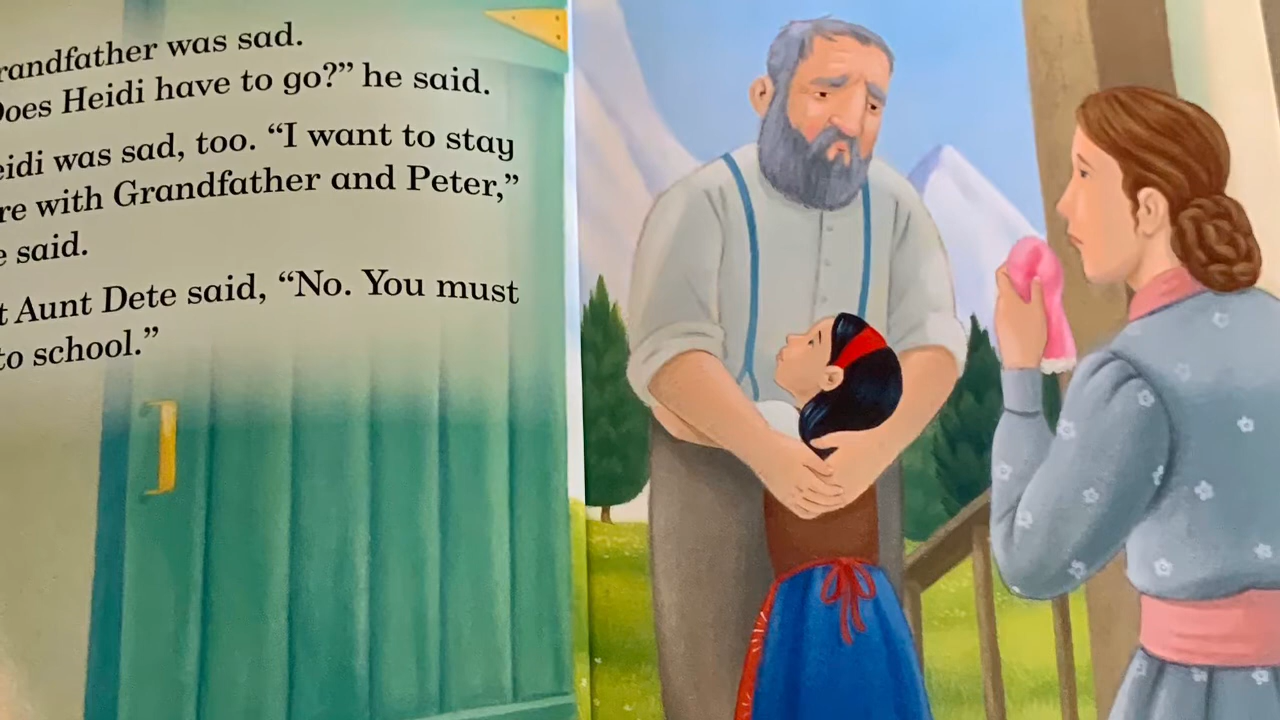 randfather was sad.
Does Heidi have to go?” he said.
eidi was sad, too. “I want to stay
re with Grandfather and Peter,”
e said.
t Aunt Dete said, “No. You must
to school.”